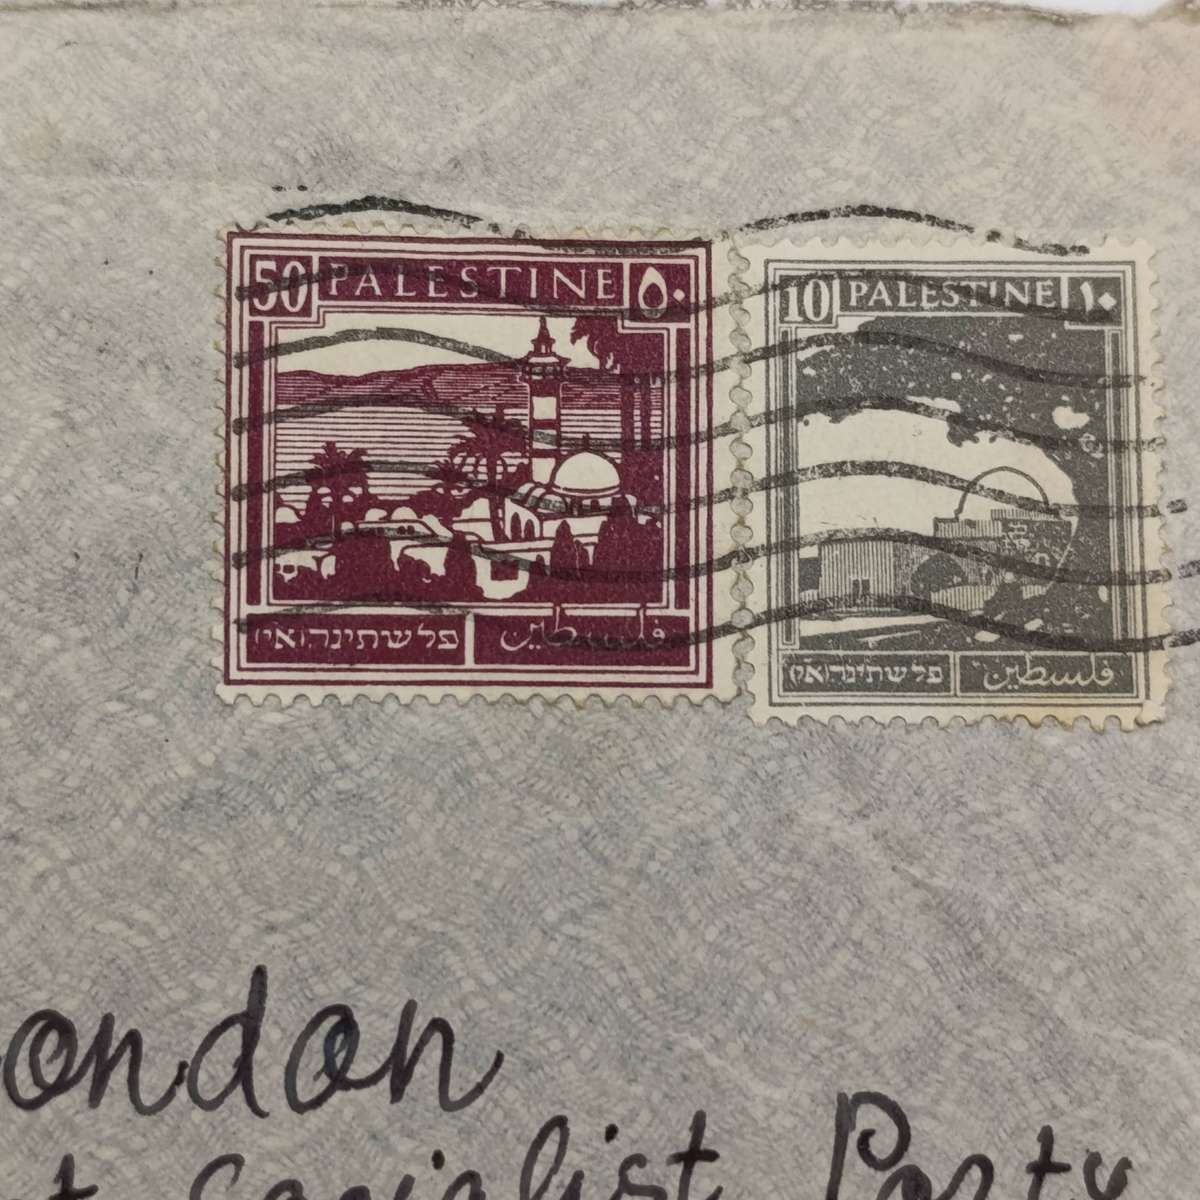 50 PALESTINE ٥٠
פלשתינה (א״י) فلسطين
10 PALESTINE ١٠
פלשתינה (א״י) فلسطين
ondon
t Socialist Party